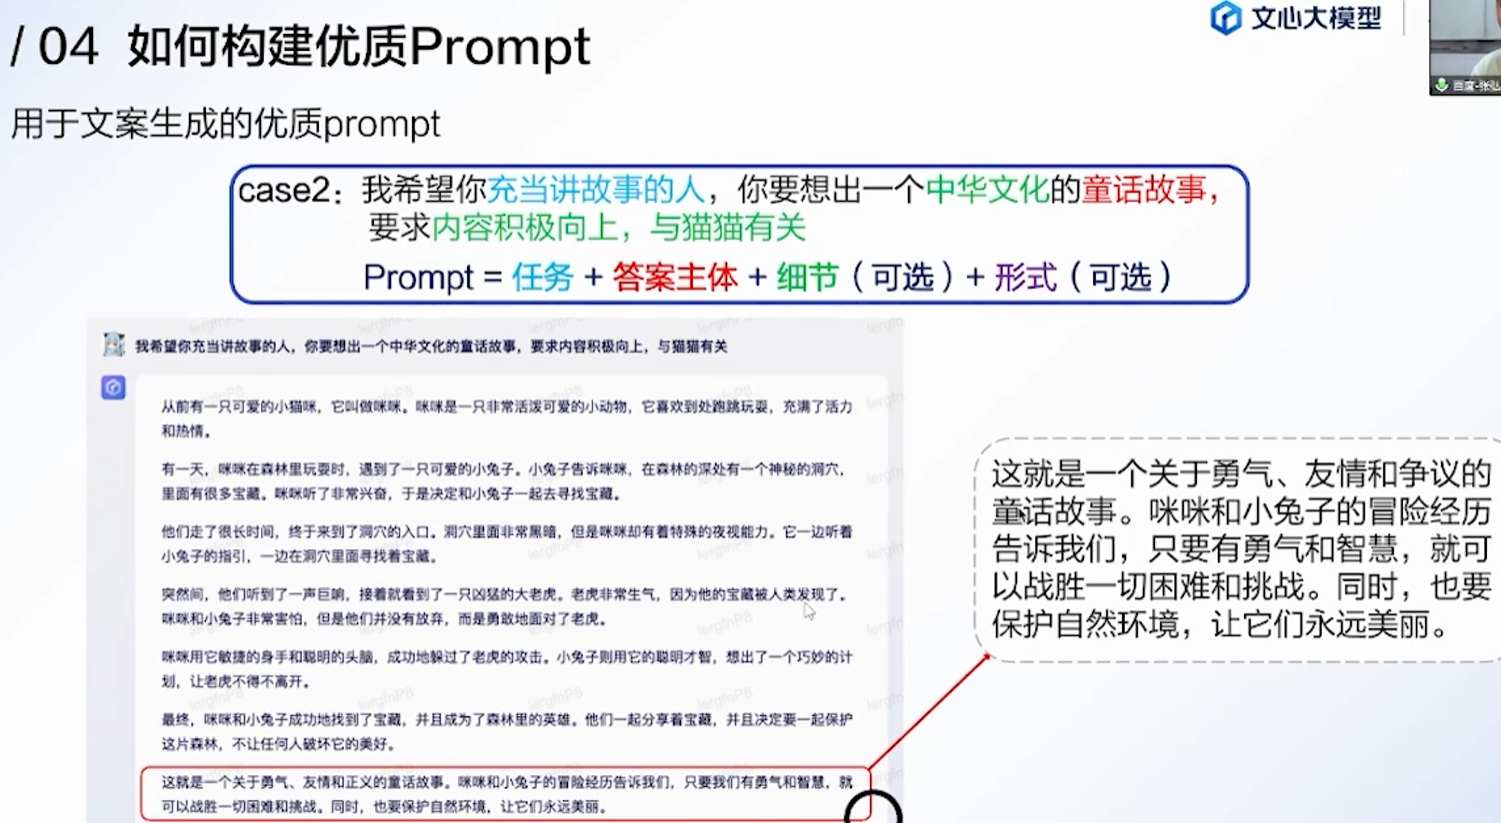 / 04 如何构建优质Prompt
文心大模型
用于文案生成的优质prompt
case2：我希望你充当讲故事的人，你要想出一个中华文化的童话故事，
要求内容积极向上，与猫猫有关
Prompt = 任务 + 答案主体 + 细节（可选）+ 形式（可选）
我希望你充当讲故事的人，你要想出一个中华文化的童话故事，要求内容积极向上，与猫猫有关
从前有一只可爱的小猫咪，它叫做咪咪。咪咪是一只非常活泼可爱的小动物，它喜欢到处跑跳玩耍，充满了活力
和热情。
有一天，咪咪在森林里玩耍时，遇到了一只可爱的小兔子。小兔子告诉咪咪，在森林的深处有一个神秘的洞穴，
里面有很多宝藏。咪咪听了非常兴奋，于是决定和小兔子一起去寻找宝藏。
他们走了很长时间，终于来到了洞穴的入口。洞穴里面非常黑暗，但是咪咪却有着特殊的夜视能力。它一边听着
小兔子的指引，一边在洞穴里面寻找着宝藏。
突然间，他们听到了一声巨响，接着就看到了一只凶猛的大老虎。老虎非常生气，因为他的宝藏被人类发现了。
咪咪和小兔子非常害怕，但是他们并没有放弃，而是勇敢地面对了老虎。
咪咪用它敏捷的身手和聪明的头脑，成功地躲过了老虎的攻击。小兔子则用它的聪明才智，想出了一个巧妙的计
划，让老虎不得不离开。
最终，咪咪和小兔子成功地找到了宝藏，并且成为了森林里的英雄。他们一起分享着宝藏，并且决定要一起保护
这片森林，不让任何人破坏它的美好。
这就是一个关于勇气、友情和正义的童话故事。咪咪和小兔子的冒险经历告诉我们，只要我们有勇气和智慧，就
可以战胜一切困难和挑战。同时，也要保护自然环境，让它们永远美丽。
这就是一个关于勇气、友情和争议的
童话故事。咪咪和小兔子的冒险经历
告诉我们，只要有勇气和智慧，就可
以战胜一切困难和挑战。同时，也要
保护自然环境，让它们永远美丽。